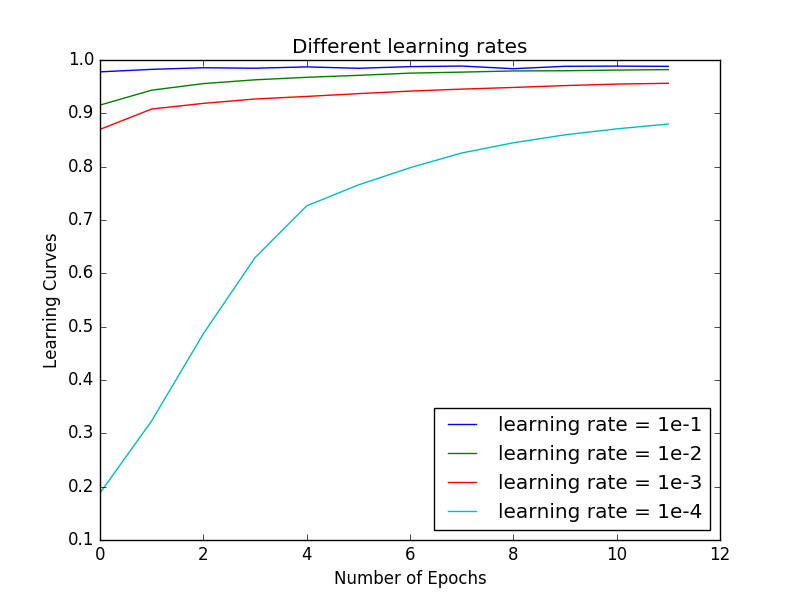 Different learning rates
1.0
0.9
0.8
0.7
0.6
0.5
0.4
0.3
0.2
0.1
Learning Curves
learning rate = 1e-1
learning rate = 1e-2
learning rate = 1e-3
learning rate = 1e-4
0 2 4 6 8 10 12
Number of Epochs